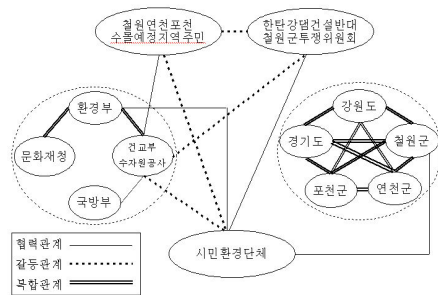 철원연천포천
수몰예정지역주민
한탄강댐건설반대
철원군투쟁위원회
환경부
문화재청
건교부
수자원공사
국방부
강원도
경기도
철원군
포천군
연천군
시민환경단체
협력관계
갈등관계
복합관계